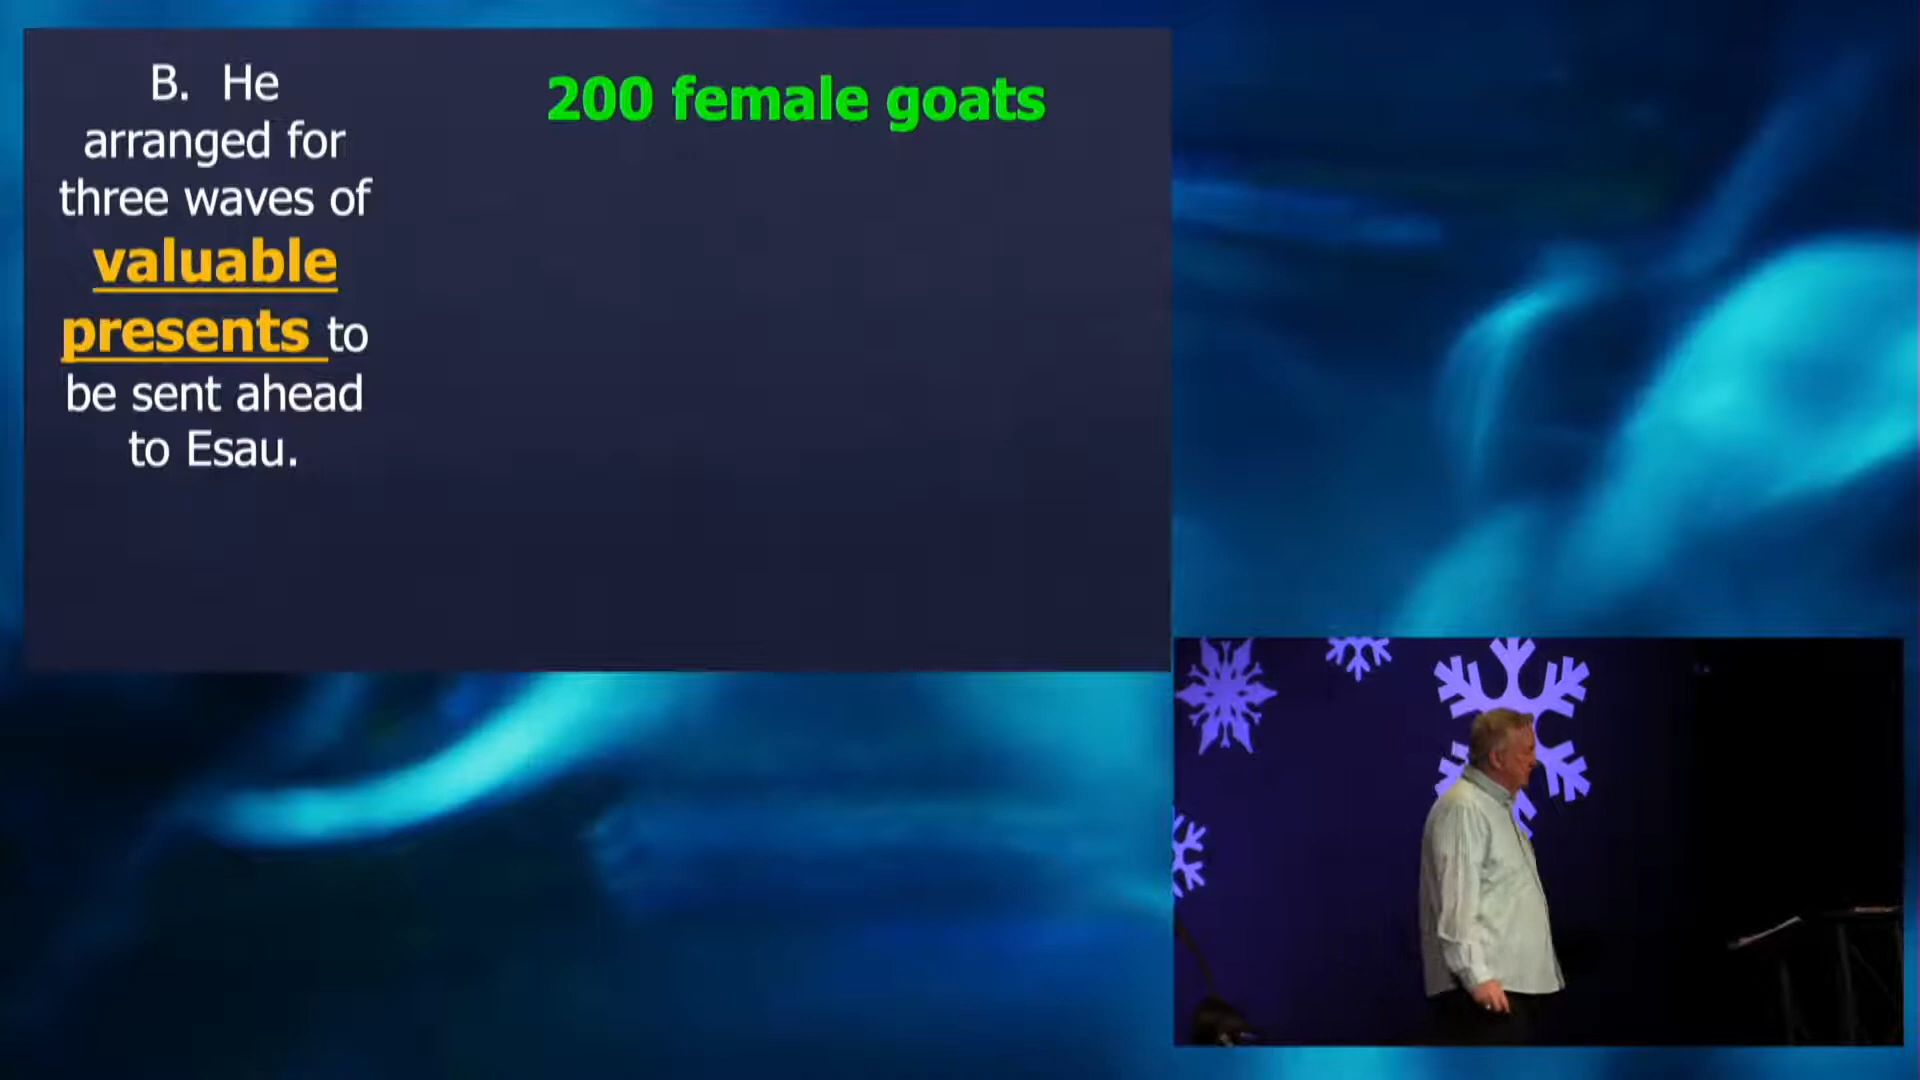 B.  He
arranged for
three waves of
valuable
presents to
be sent ahead
to Esau.
200 female goats